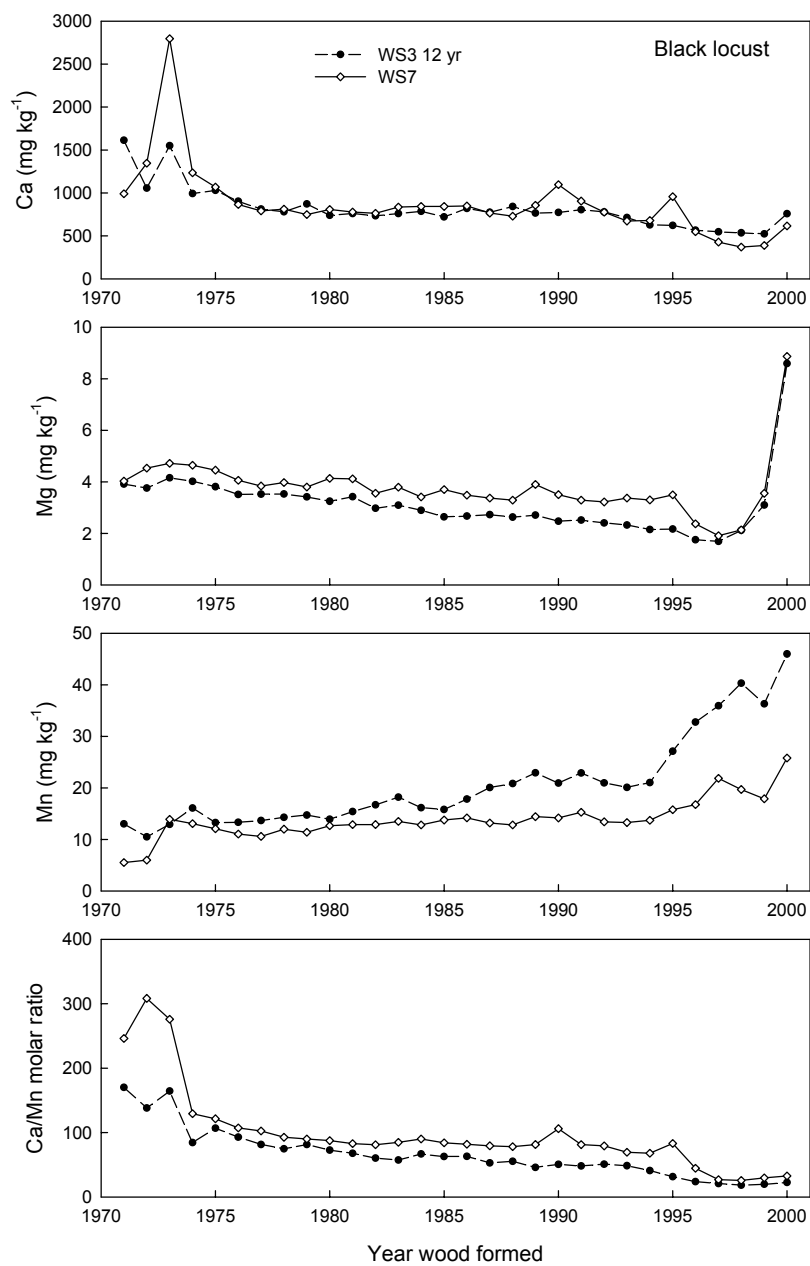 Black locust
WS3 12 yr
WS7
Ca (mg kg-1)
3000
2500
2000
1500
1000
500
0
1970 1975 1980 1985 1990 1995 2000
Mg (mg kg-1)
10
8
6
4
2
0
1970 1975 1980 1985 1990 1995 2000
Mn (mg kg-1)
50
40
30
20
10
0
1970 1975 1980 1985 1990 1995 2000
Ca/Mn molar ratio
400
300
200
100
0
1970 1975 1980 1985 1990 1995 2000
Year wood formed